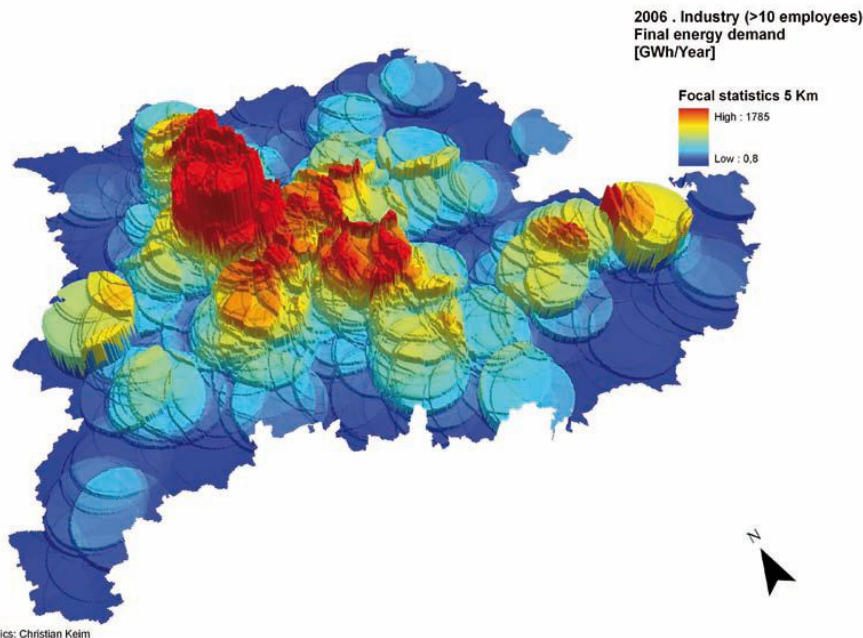 2006 . Industry (>10 employees)
Final energy demand
[GWh/Year]
Focal statistics 5 Km
High : 1785
Low : 0,8
N
ics: Christian Keim